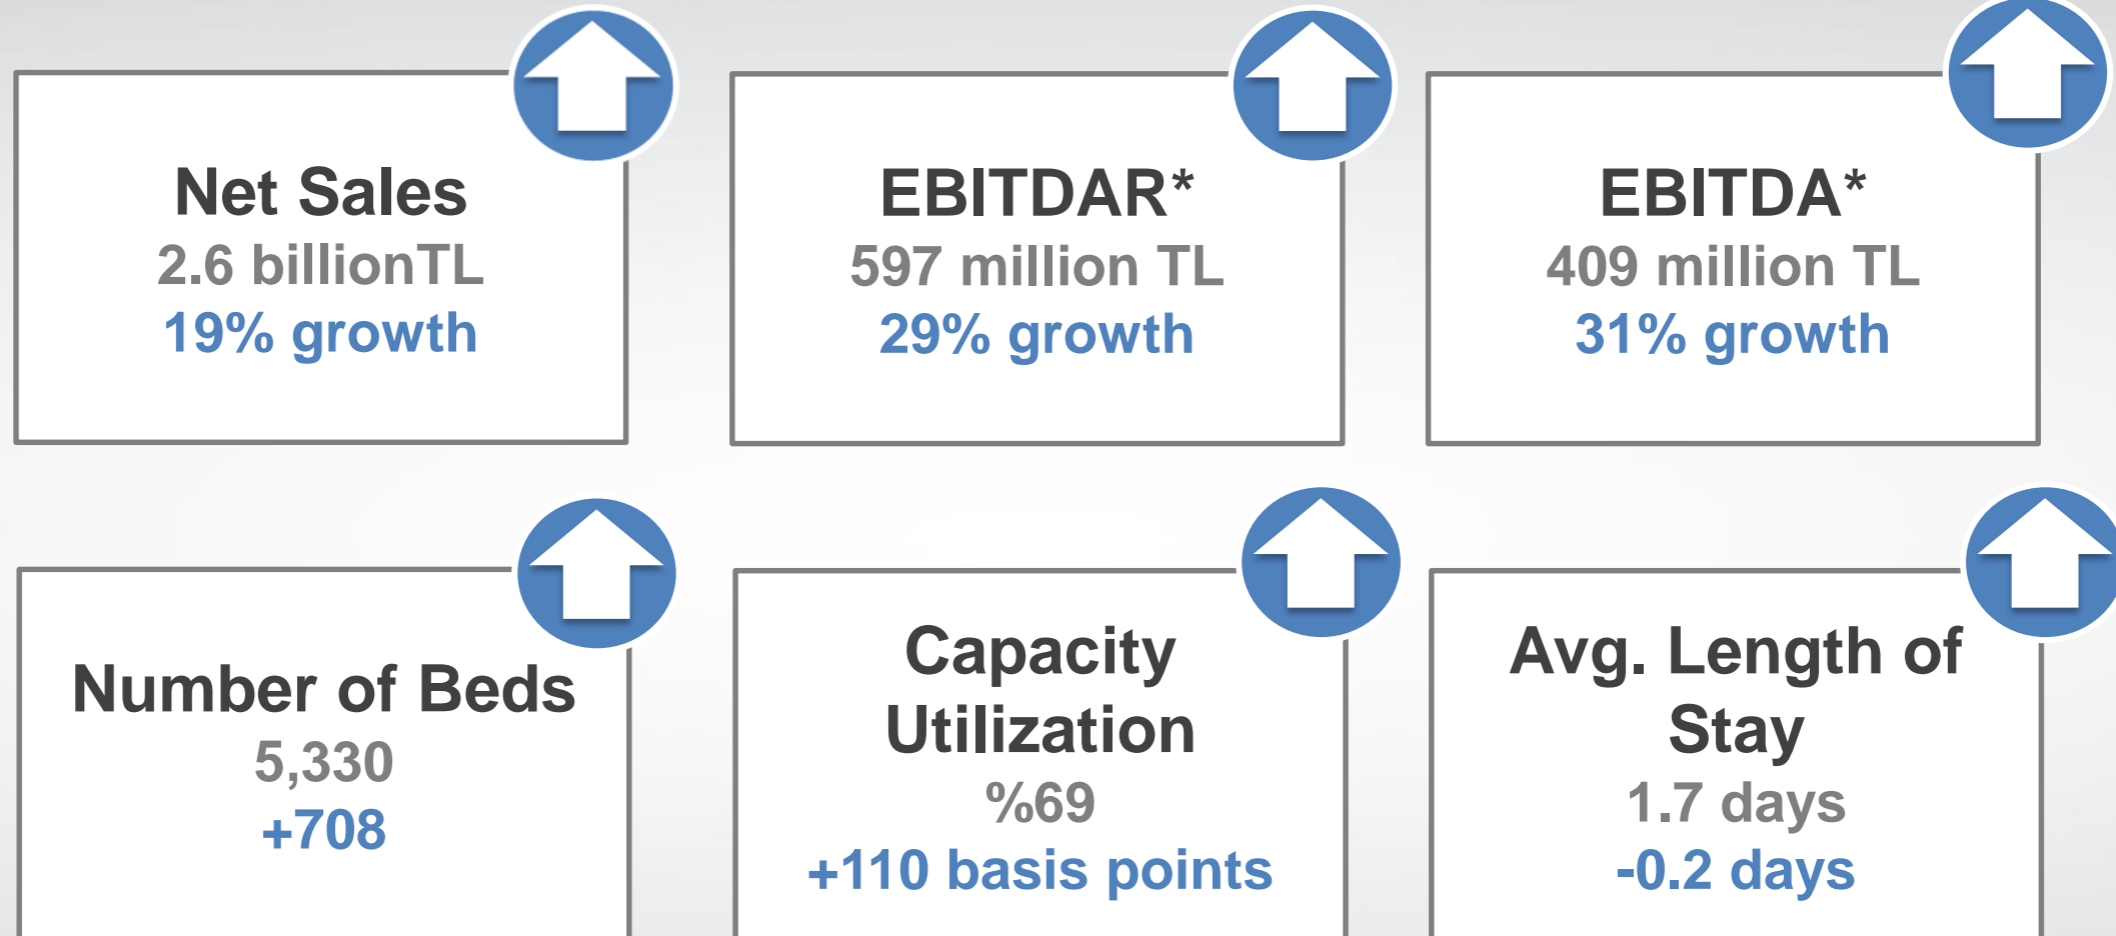 Net Sales
2.6 billionTL
19% growth
EBITDAR*
597 million TL
29% growth
EBITDA*
409 million TL
31% growth
Number of Beds
5,330
+708
Capacity
Utilization
%69
+110 basis points
Avg. Length of
Stay
1.7 days
-0.2 days